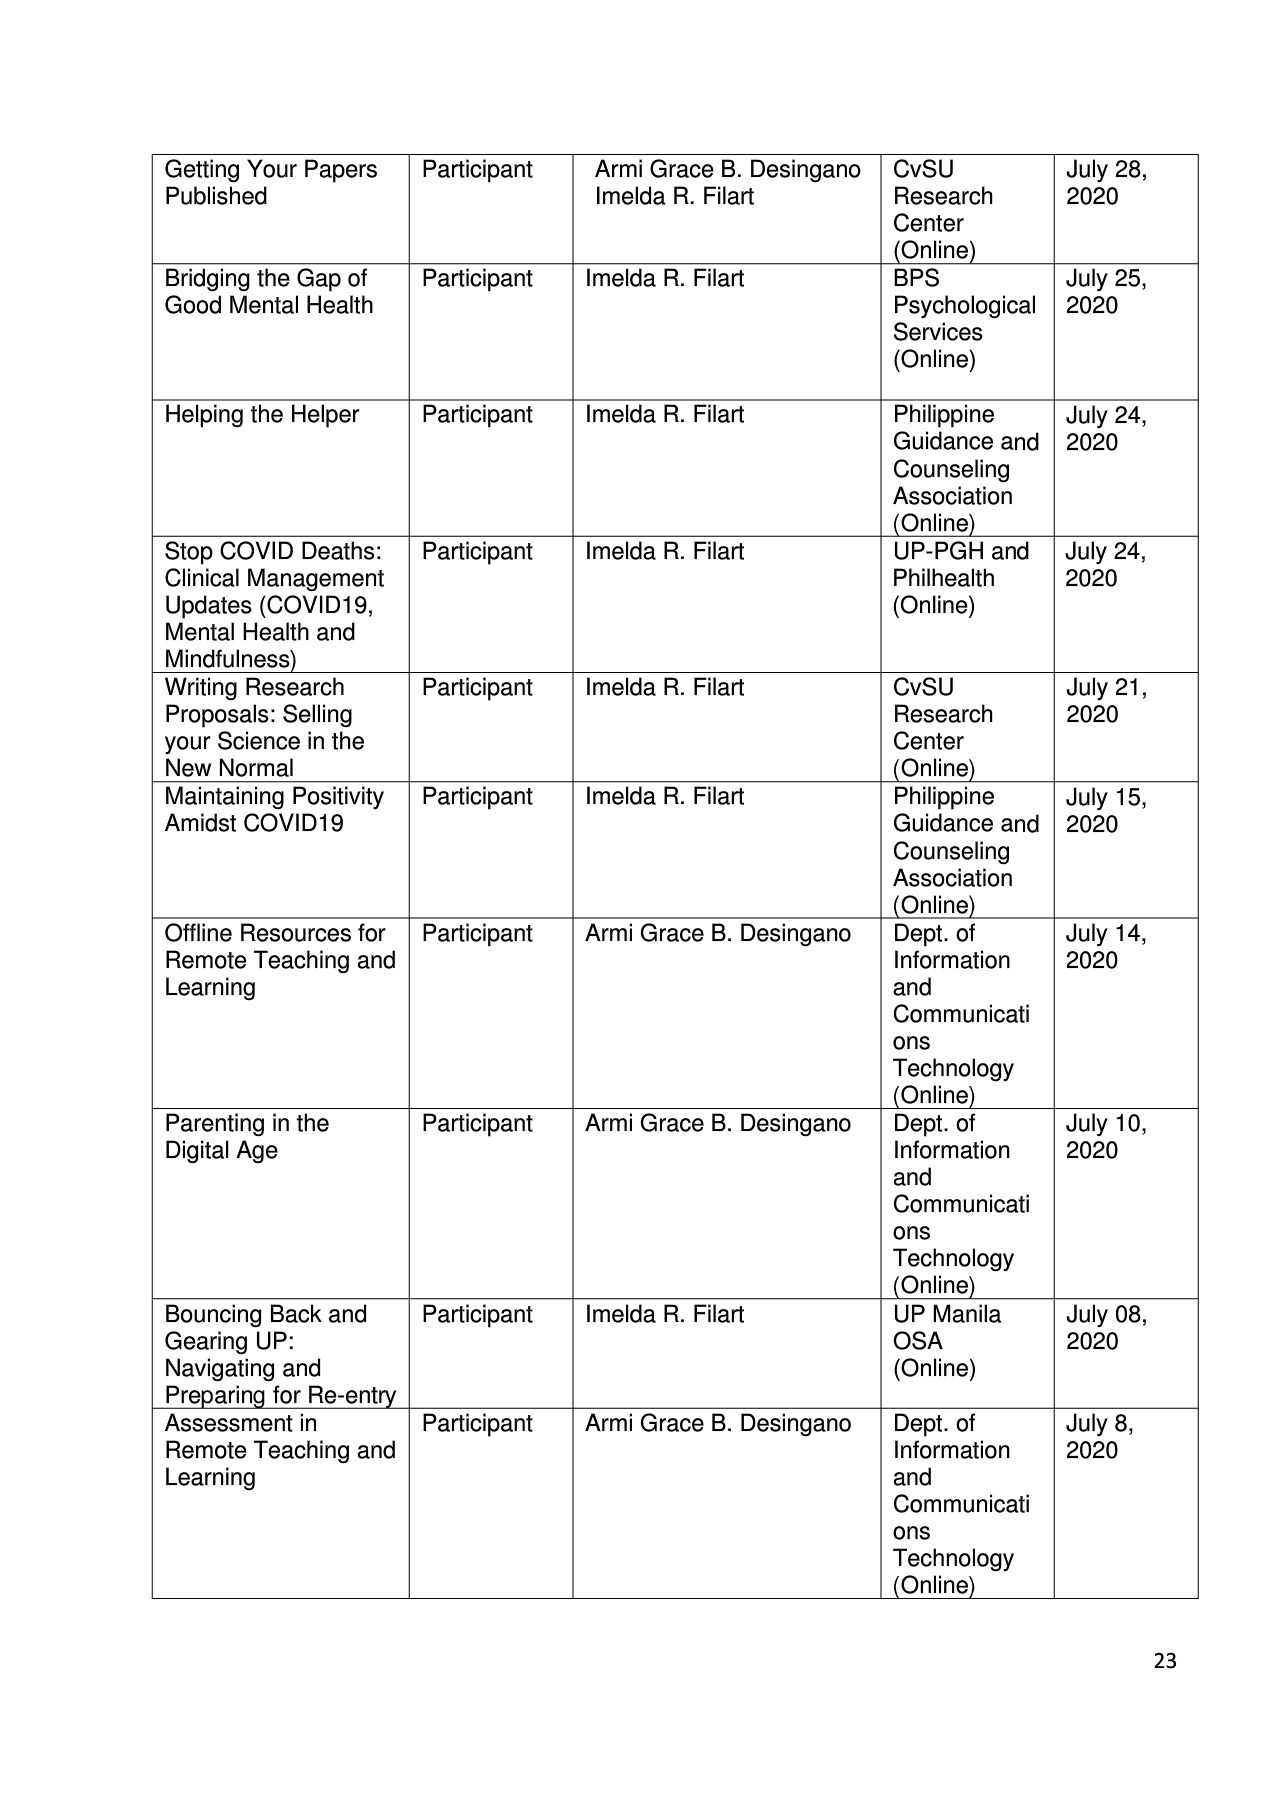 Getting Your Papers
Published
Participant
Armi Grace B. Desingano
Imelda R. Filart
CvSU
Research
Center
(Online)
July 28,
2020
Bridging the Gap of
Good Mental Health
Participant
Imelda R. Filart
BPS
Psychological
Services
(Online)
July 25,
2020
Helping the Helper
Participant
Imelda R. Filart
Philippine
Guidance and
Counseling
Association
(Online)
July 24,
2020
Stop COVID Deaths:
Clinical Management
Updates (COVID19,
Mental Health and
Mindfulness)
Participant
Imelda R. Filart
UP-PGH and
Philhealth
(Online)
July 24,
2020
Writing Research
Proposals: Selling
your Science in the
New Normal
Participant
Imelda R. Filart
CvSU
Research
Center
(Online)
July 21,
2020
Maintaining Positivity
Amidst COVID19
Participant
Imelda R. Filart
Philippine
Guidance and
Counseling
Association
(Online)
July 15,
2020
Offline Resources for
Remote Teaching and
Learning
Participant
Armi Grace B. Desingano
Dept. of
Information
and
Communicati
ons
Technology
(Online)
July 14,
2020
Parenting in the
Digital Age
Participant
Armi Grace B. Desingano
Dept. of
Information
and
Communicati
ons
Technology
(Online)
July 10,
2020
Bouncing Back and
Gearing UP:
Navigating and
Preparing for Re-entry
Participant
Imelda R. Filart
UP Manila
OSA
(Online)
July 08,
2020
Assessment in
Remote Teaching and
Learning
Participant
Armi Grace B. Desingano
Dept. of
Information
and
Communicati
ons
Technology
(Online)
July 8,
2020
23